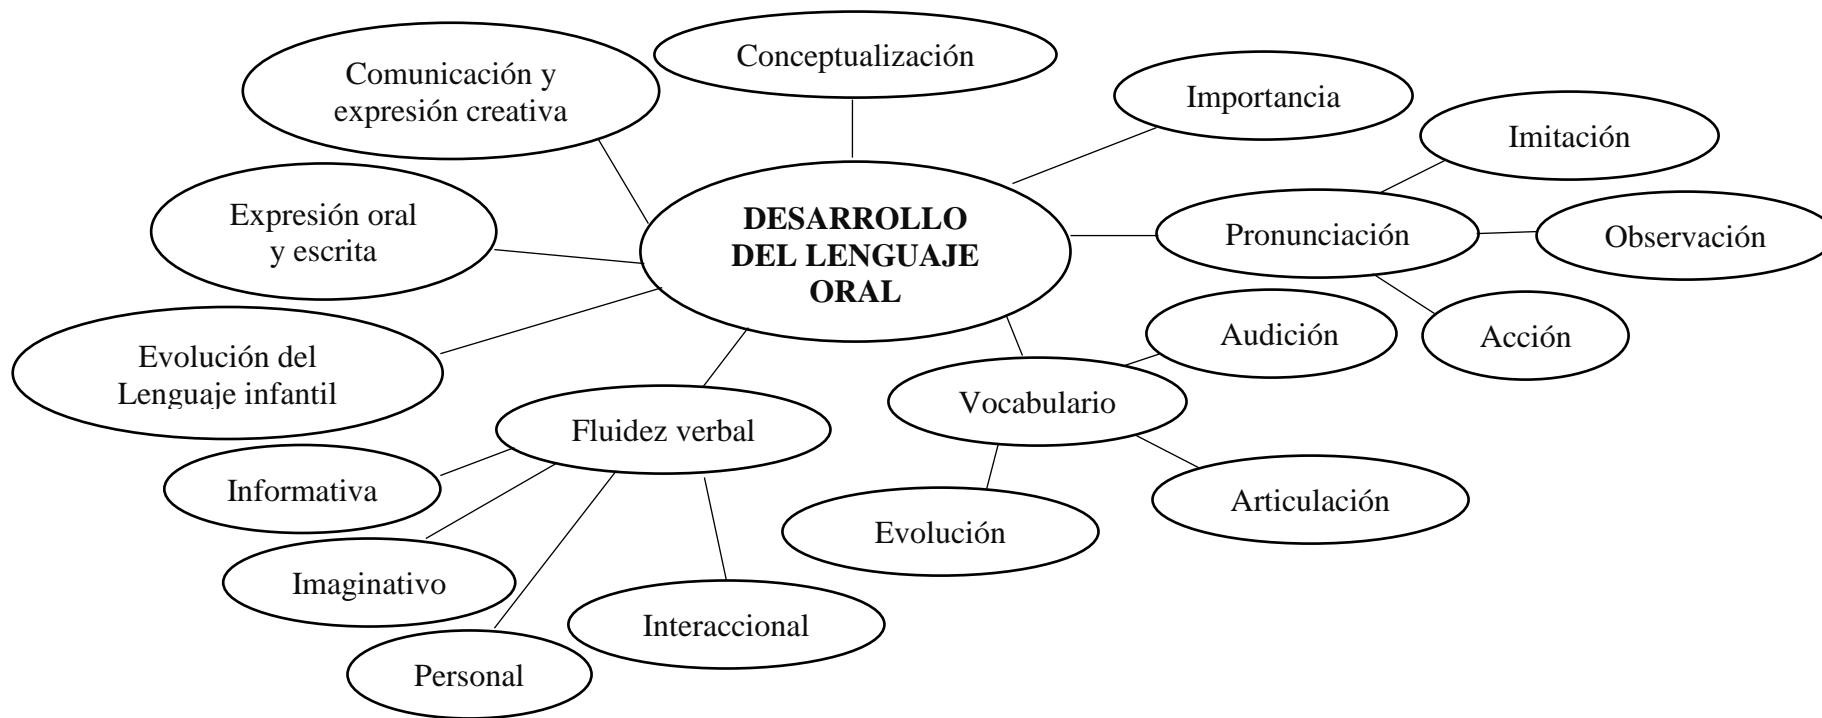 Conceptualización
Comunicación y
expresión creativa
Importancia
Imitación
Expresión oral
y escrita
DESARROLLO
DEL LENGUAJE
ORAL
Pronunciación
Observación
Audición
Acción
Evolución del
Lenguaje infantil
Vocabulario
Fluidez verbal
Informativa
Articulación
Evolución
Imaginativo
Interaccional
Personal